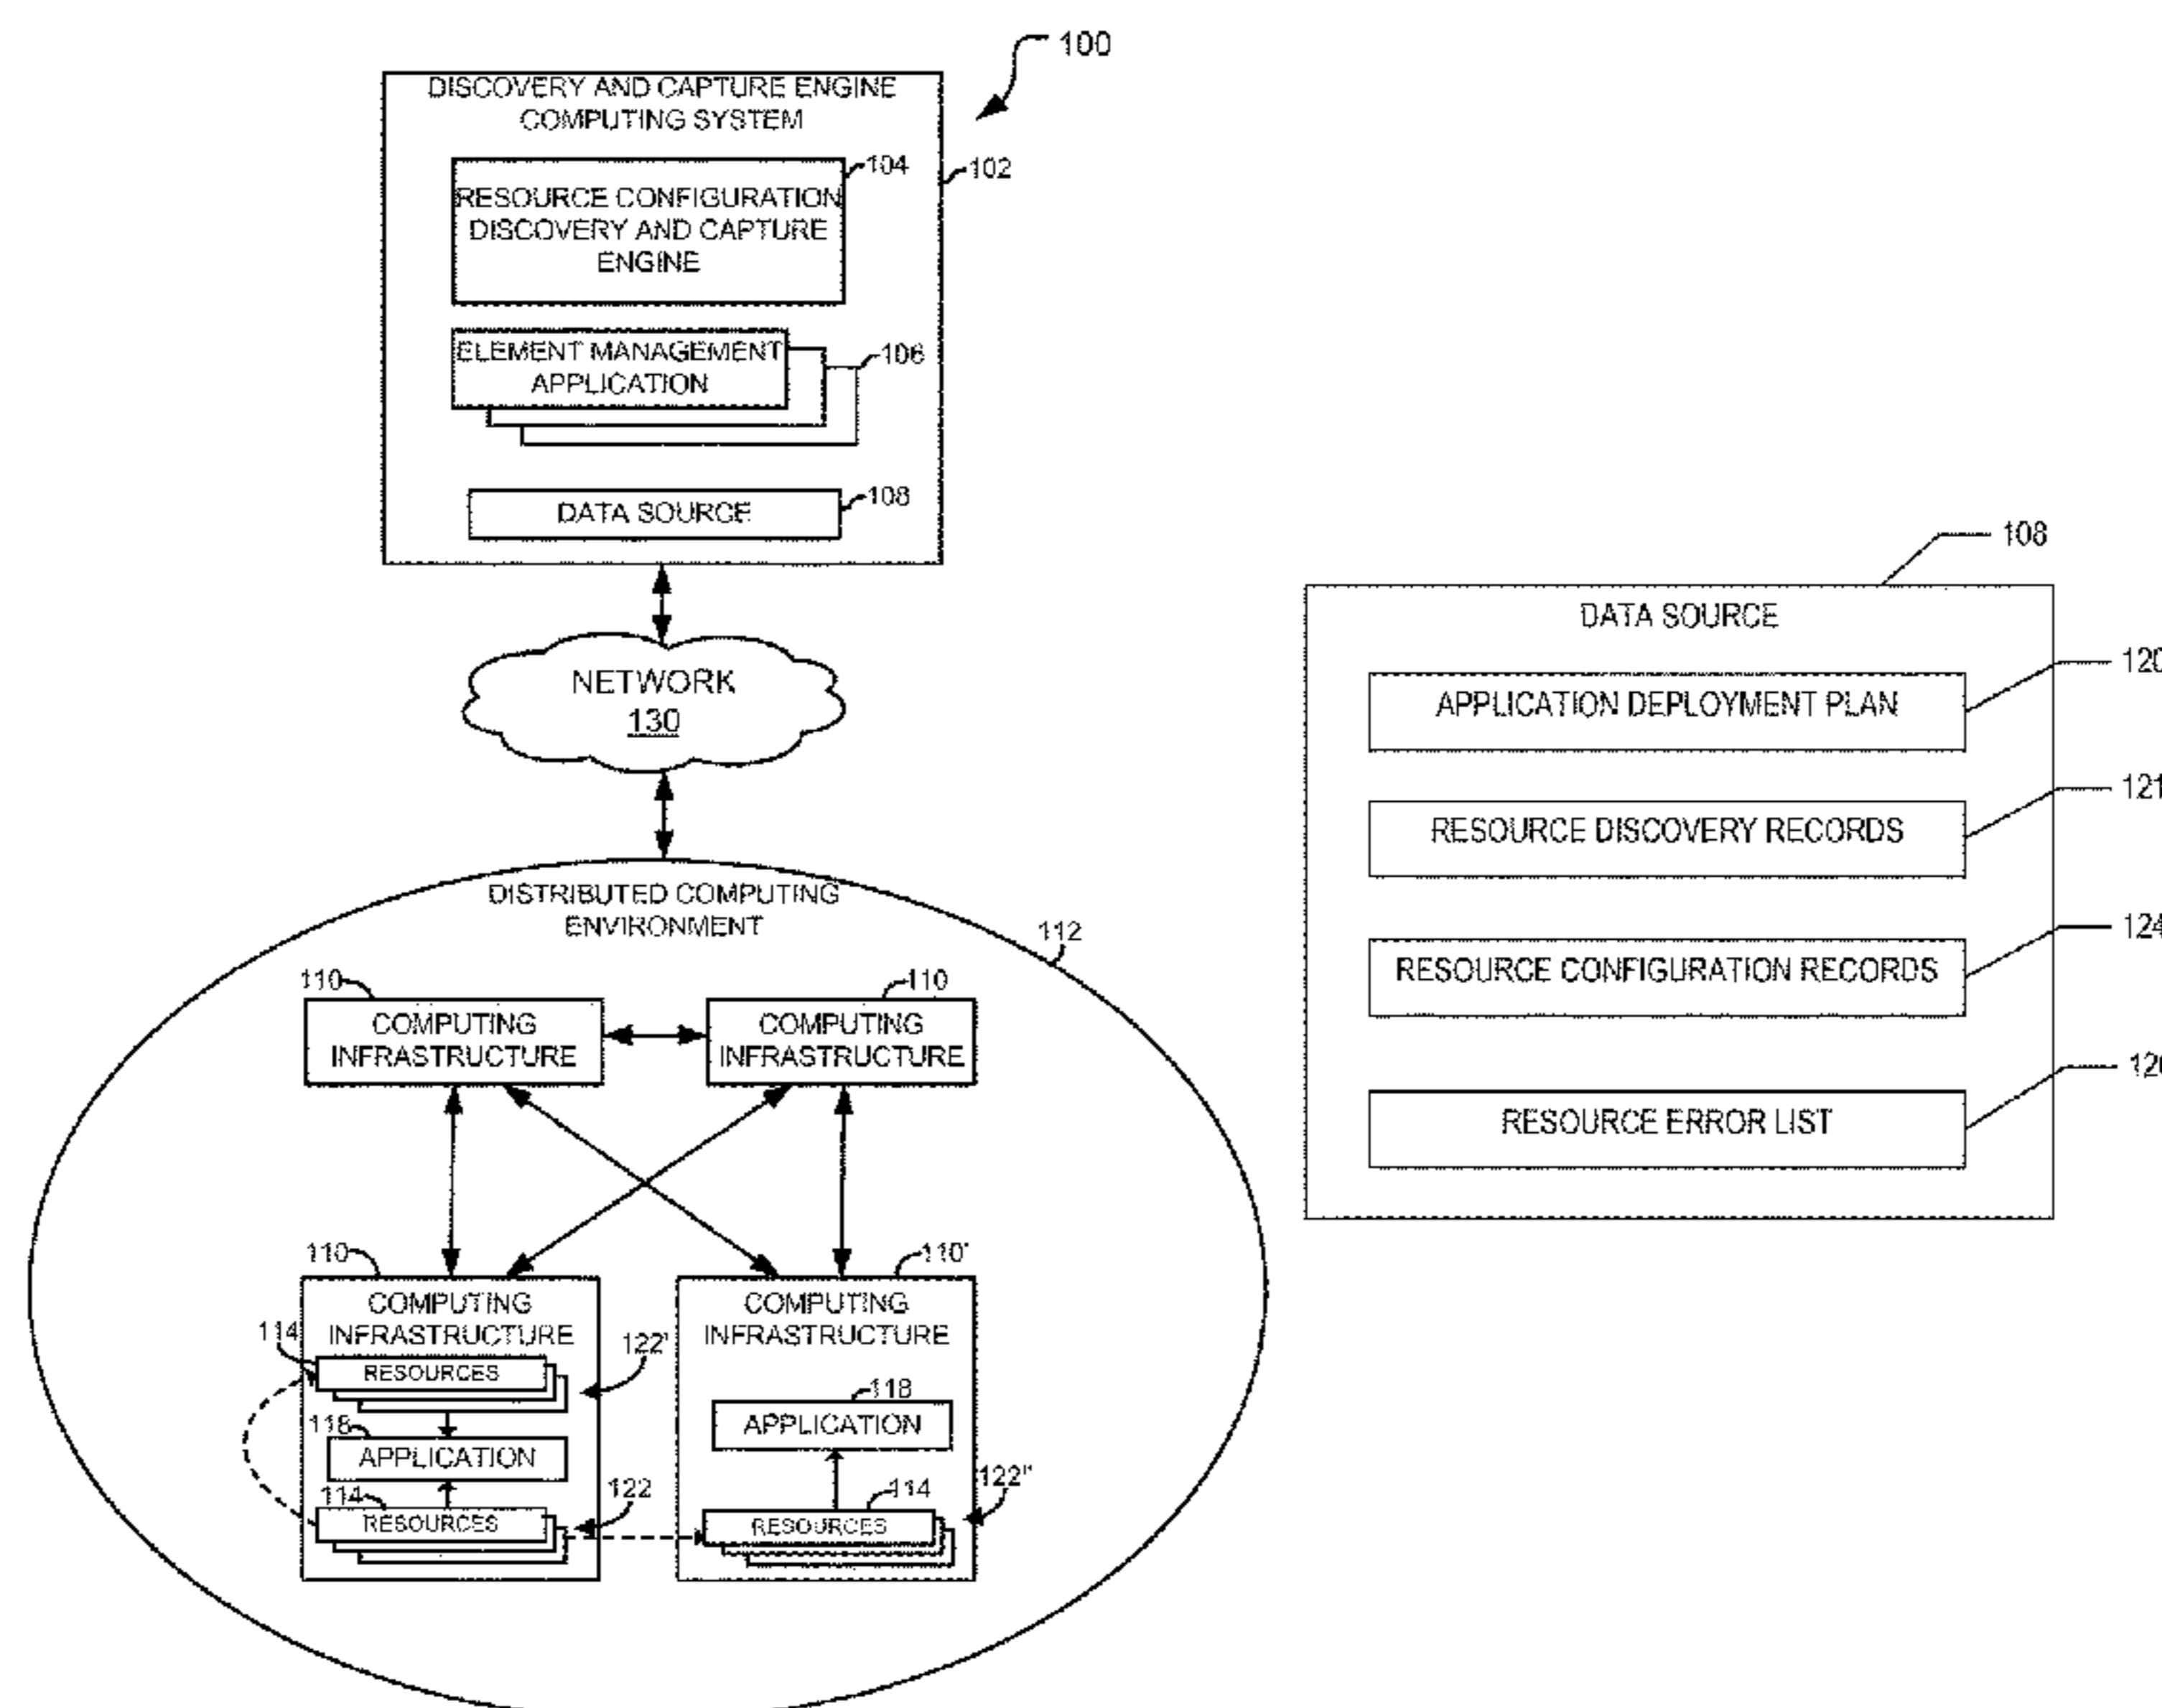 100
DISCOVERY AND CAPTURE ENGINE
COMPUTING SYSTEM
102
104
RESOURCE CONFIGURATION
DISCOVERY AND CAPTURE
ENGINE
ELEMENT MANAGEMENT
APPLICATION
106
DATA SOURCE
108
NETWORK
130
DISTRIBUTED COMPUTING
ENVIRONMENT
112
110
COMPUTING
INFRASTRUCTURE
110
COMPUTING
INFRASTRUCTURE
110
COMPUTING
INFRASTRUCTURE
114
RESOURCES
122'
118
APPLICATION
114
RESOURCES
122
110'
COMPUTING
INFRASTRUCTURE
118
APPLICATION
114
RESOURCES
122"
108
DATA SOURCE
APPLICATION DEPLOYMENT PLAN
120
RESOURCE DISCOVERY RECORDS
121
RESOURCE CONFIGURATION RECORDS
124
RESOURCE ERROR LIST